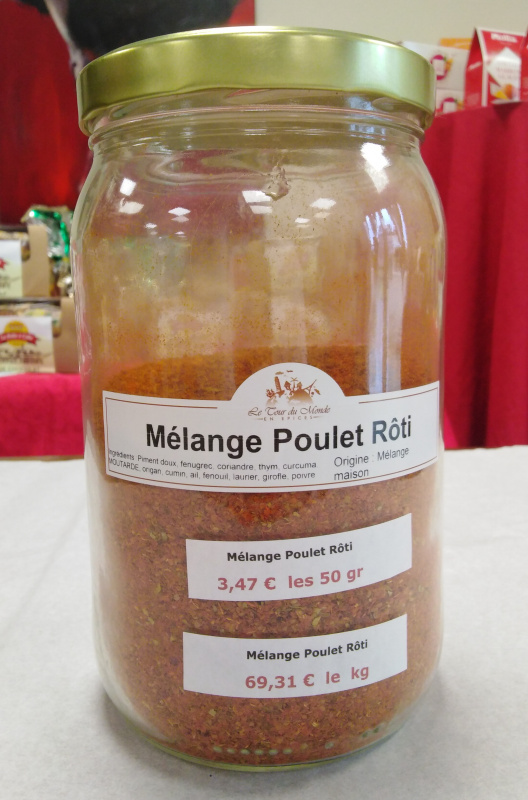 Le Tour du Monde
EN EPICES
Mélange Poulet Rôti
Ingrédients: Piment doux, fenugrec, coriandre, thym, curcuma
MOUTARDE, origan, cumin, ail, fenouil, laurier, girofle, poivre
Origine : Mélange
maison
Mélange Poulet Rôti
3,47 € les 50 gr
Mélange Poulet Rôti
69,31 € le kg